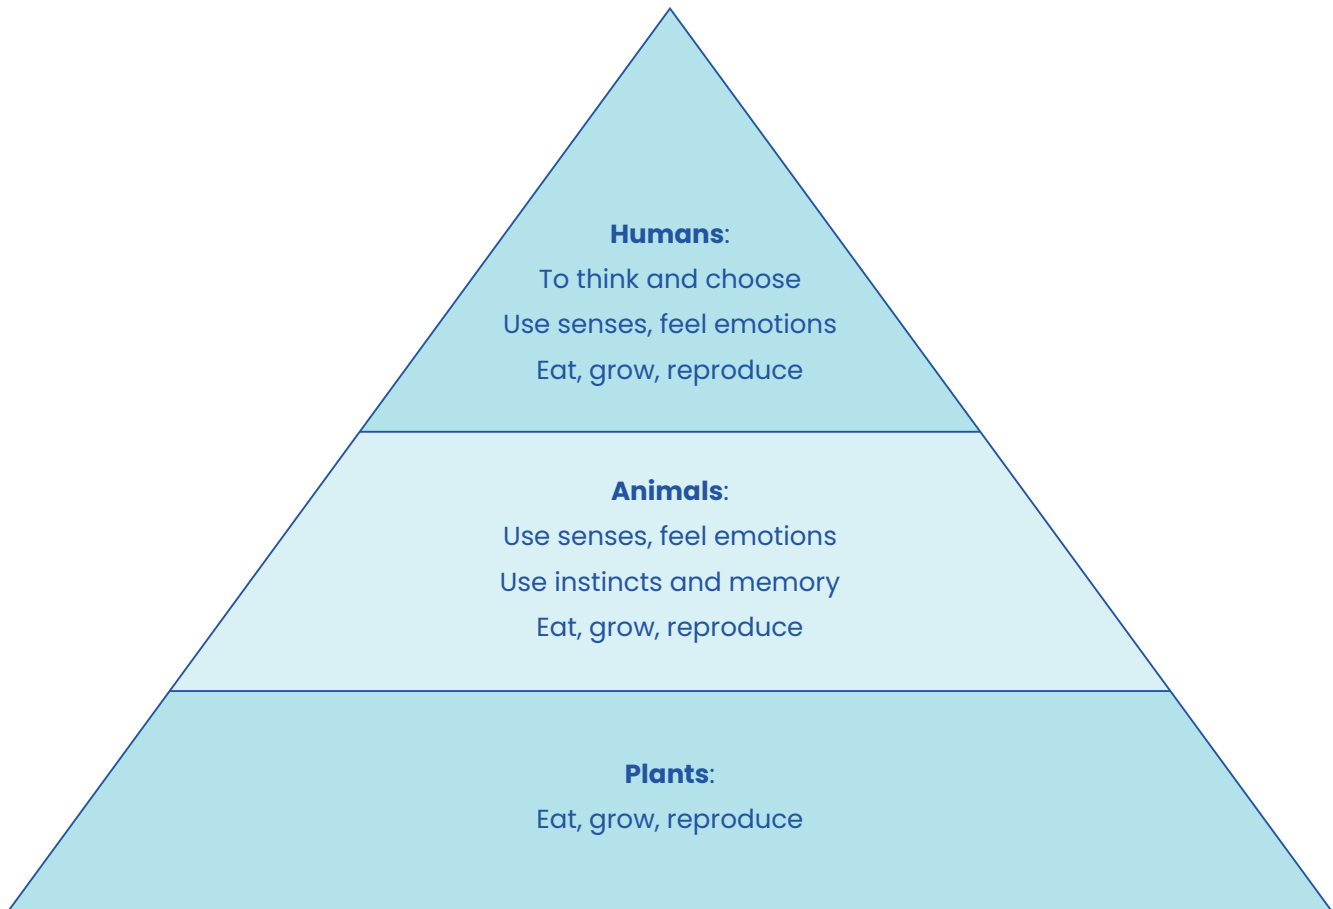 Humans:
To think and choose
Use senses, feel emotions
Eat, grow, reproduce
Animals:
Use senses, feel emotions
Use instincts and memory
Eat, grow, reproduce
Plants:
Eat, grow, reproduce